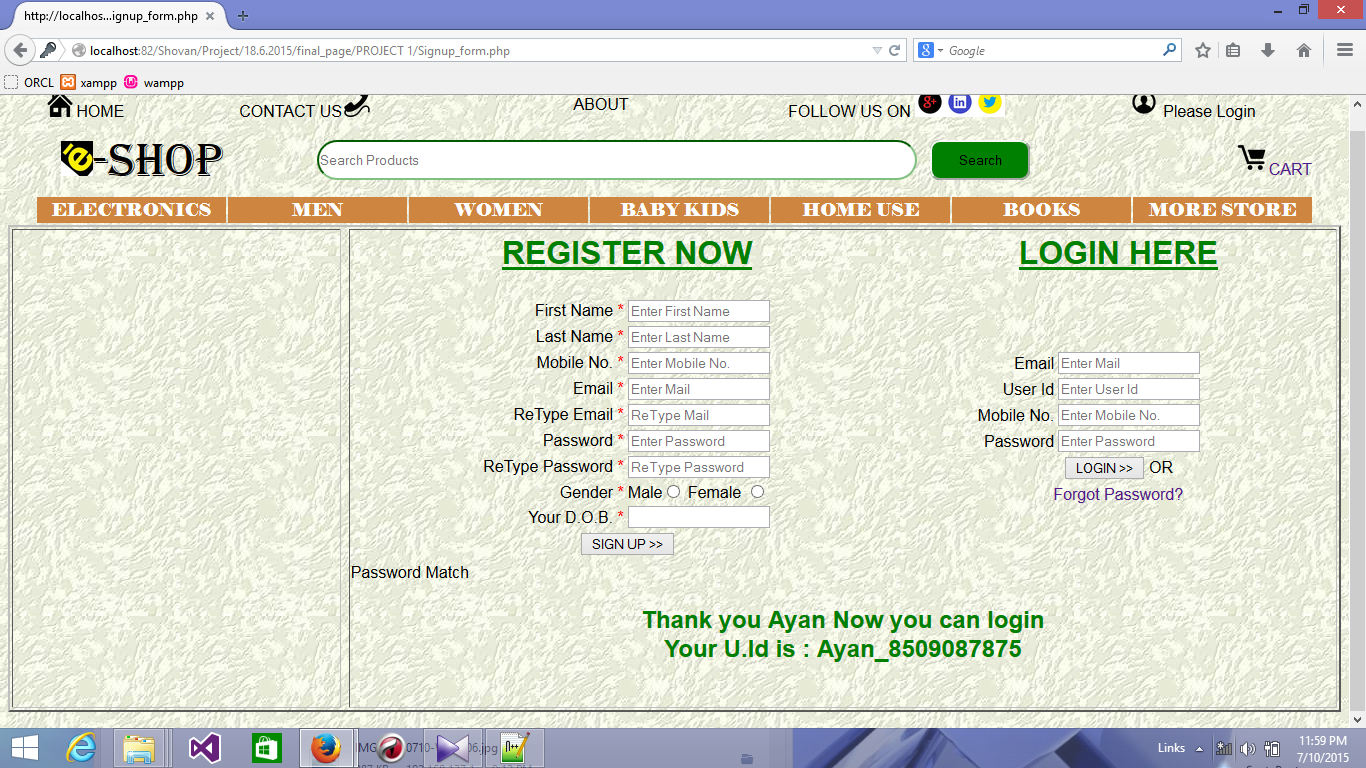 http://localhos...ignup_form.php
localhost:82/Shovan/Project/18.6.2015/final_page/PROJECT 1/Signup_form.php
Google
ORCL xampp wampp
HOME CONTACT US ABOUT FOLLOW US ON Please Login
e-SHOP Search Products Search CART
ELECTRONICS MEN WOMEN BABY KIDS HOME USE BOOKS MORE STORE
REGISTER NOW
First Name * Enter First Name
Last Name * Enter Last Name
Mobile No. * Enter Mobile No.
Email * Enter Mail
ReType Email * ReType Mail
Password * Enter Password
ReType Password * ReType Password
Gender * Male Female
Your D.O.B. *
SIGN UP >>
LOGIN HERE
Email Enter Mail
User Id Enter User Id
Mobile No. Enter Mobile No.
Password Enter Password
LOGIN >> OR
Forgot Password?
Password Match
Thank you Ayan Now you can login
Your U.Id is : Ayan_8509087875
Links
11:59 PM
7/10/2015